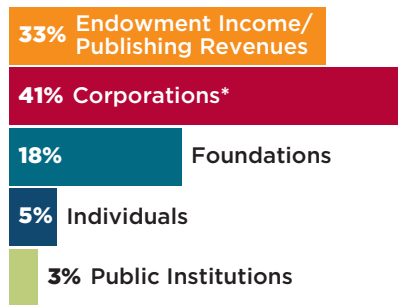 33% Endowment Income/
Publishing Revenues
41% Corporations*
18% Foundations
5% Individuals
3% Public Institutions